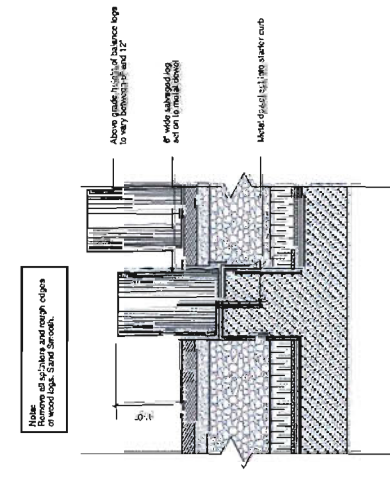 Note:
Remove all splinters and rough edges
of wood logs. Sand Smooth.
Above grade height of balance logs
to vary between 6" and 12"
6" wide salvaged log
set on to metal dowel
Metal dowel set into starter curb